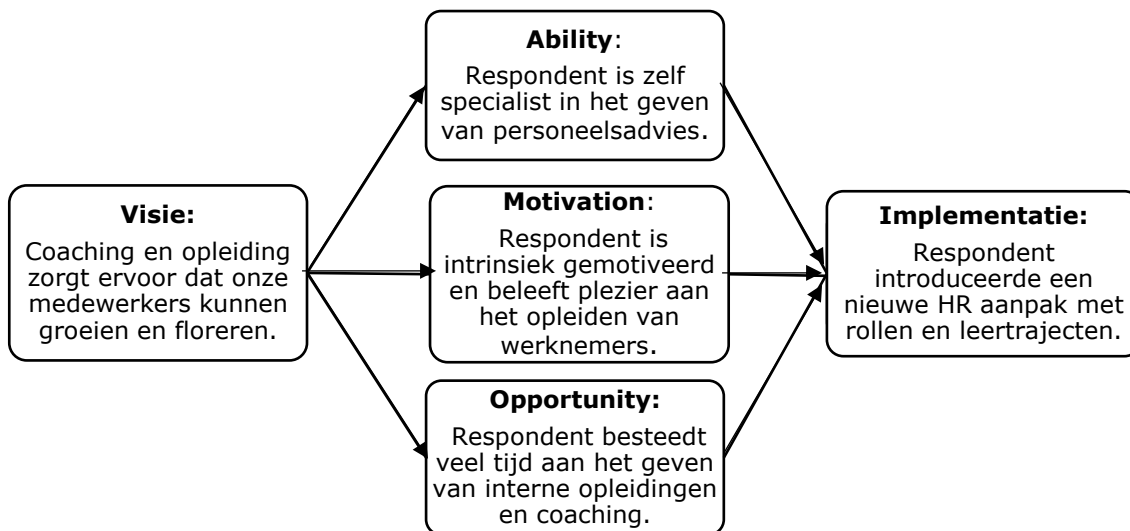 Ability:
Respondent is zelf
specialist in het geven
van personeelsadvies.
Visie:
Coaching en opleiding
zorgt ervoor dat onze
medewerkers kunnen
groeien en floreren.
Motivation:
Respondent is
intrinsiek gemotiveerd
en beleeft plezier aan
het opleiden van
werknemers.
Implementatie:
Respondent
introduceerde een
nieuwe HR aanpak met
rollen en leertrajecten.
Opportunity:
Respondent besteedt
veel tijd aan het geven
van interne opleidingen
en coaching.